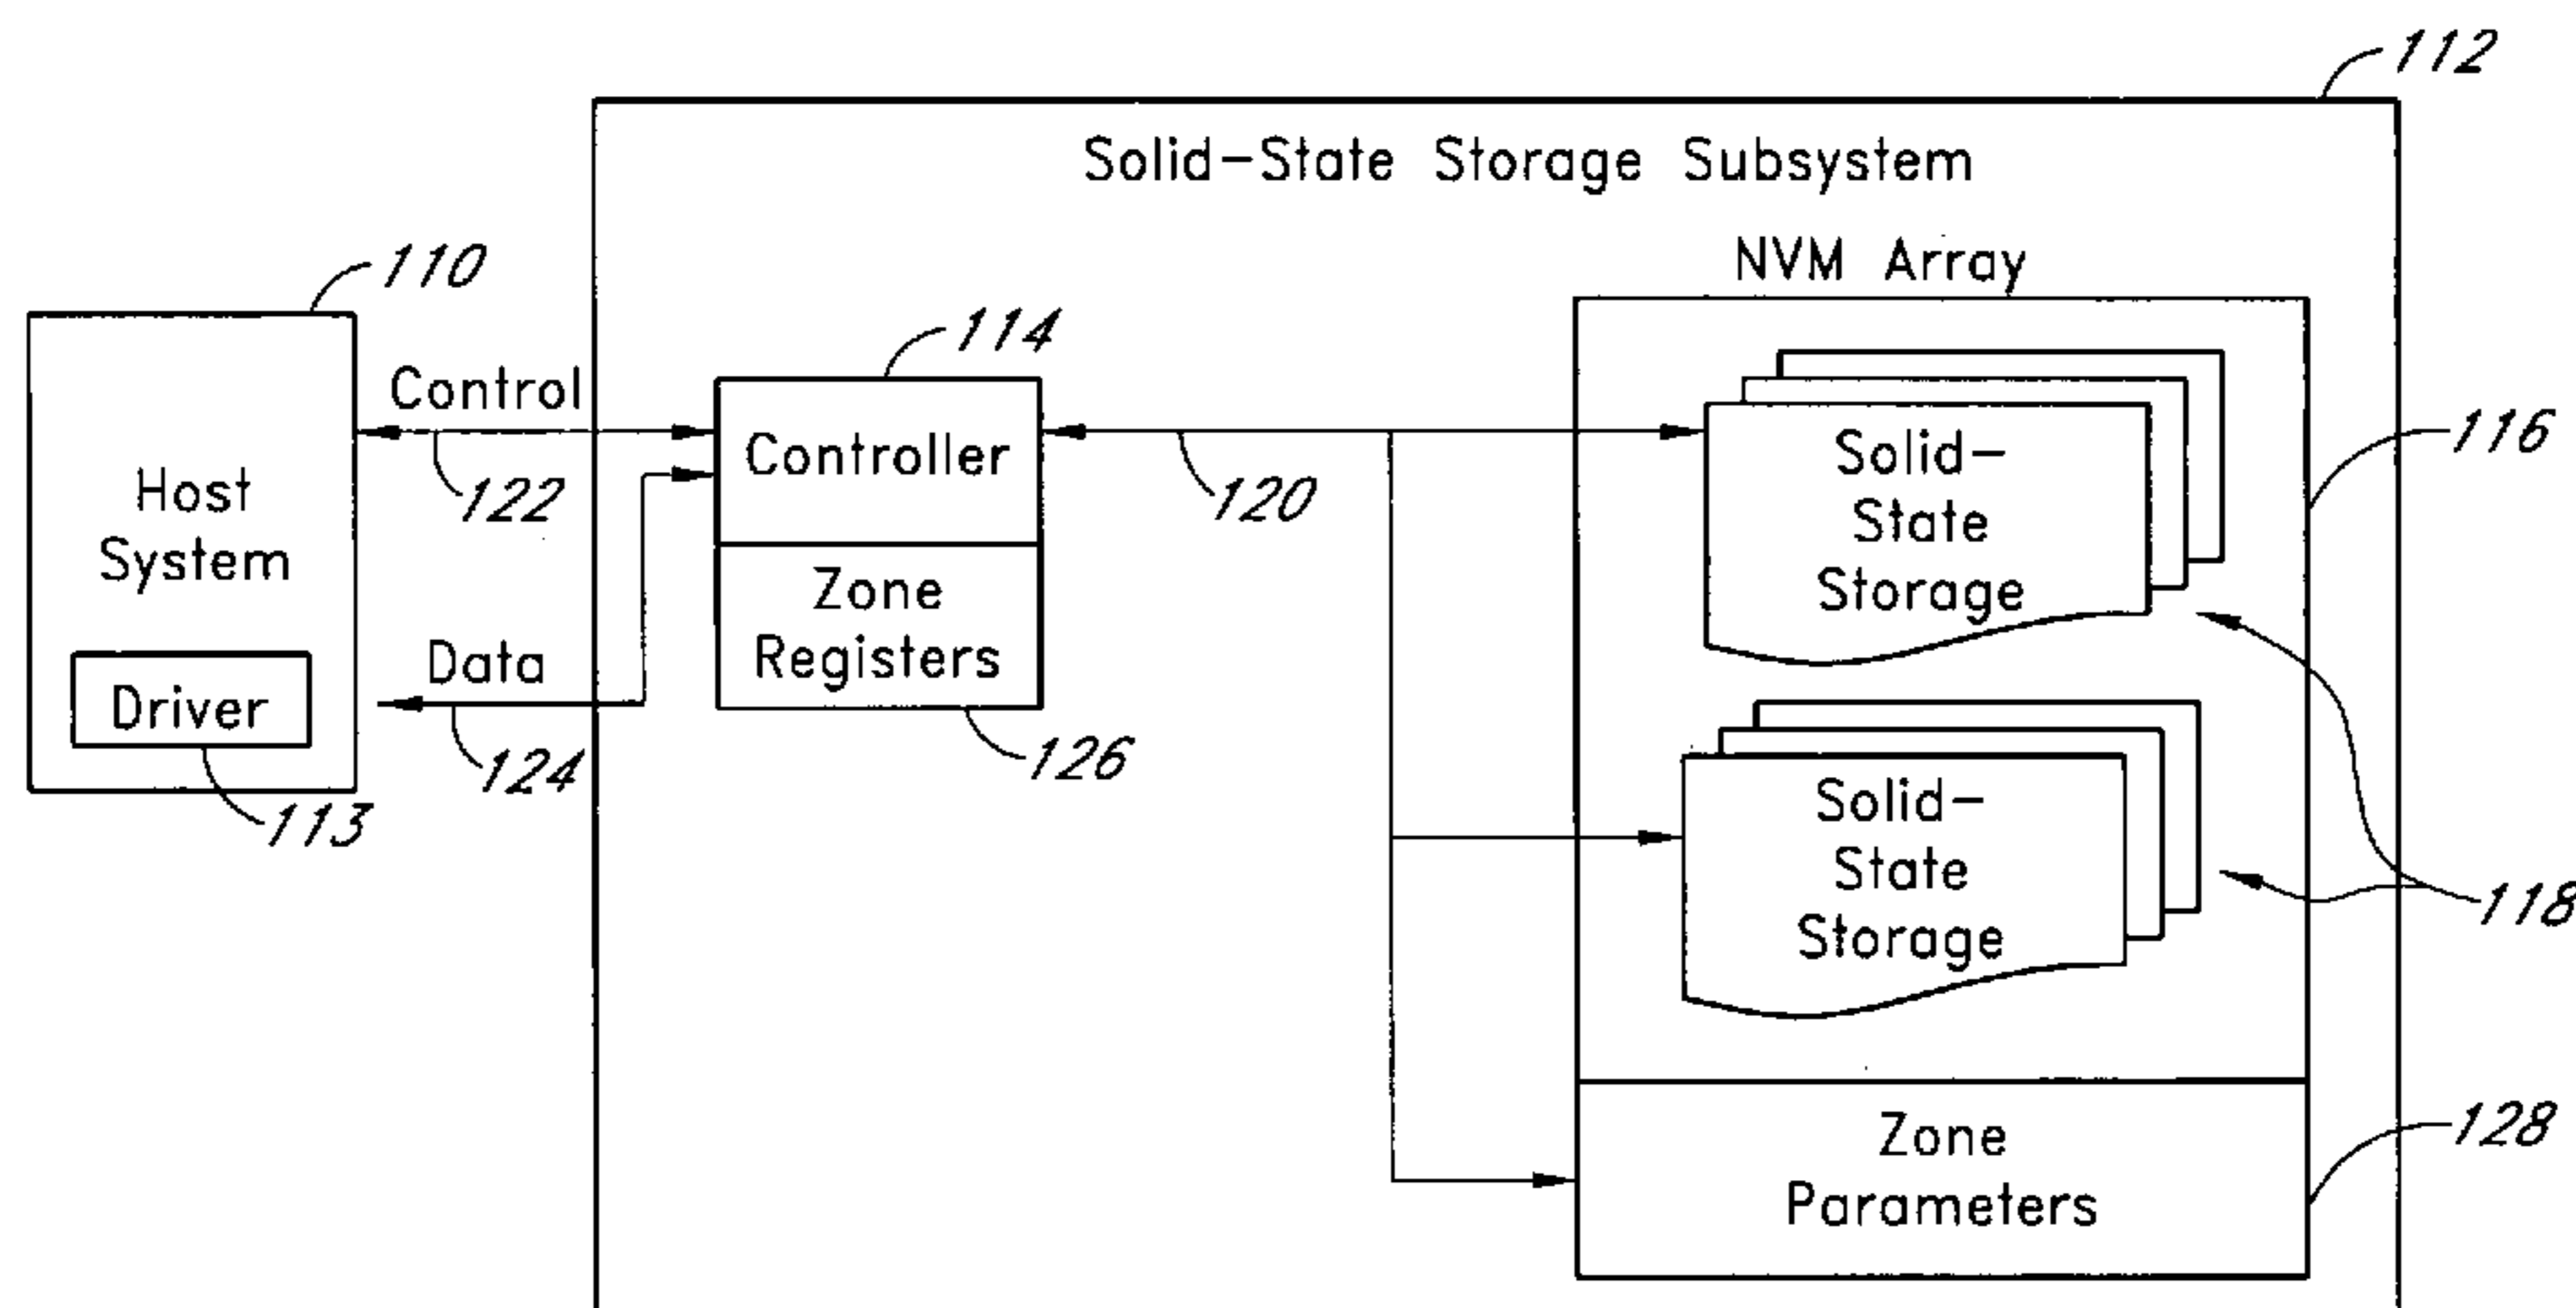 112
Solid-State Storage Subsystem
NVM Array
110
114
Control
Controller
Solid-
State
Storage
116
Host
System
122
120
Zone
Registers
Data
Driver
124
126
113
Solid-
State
Storage
118
Zone
Parameters
128